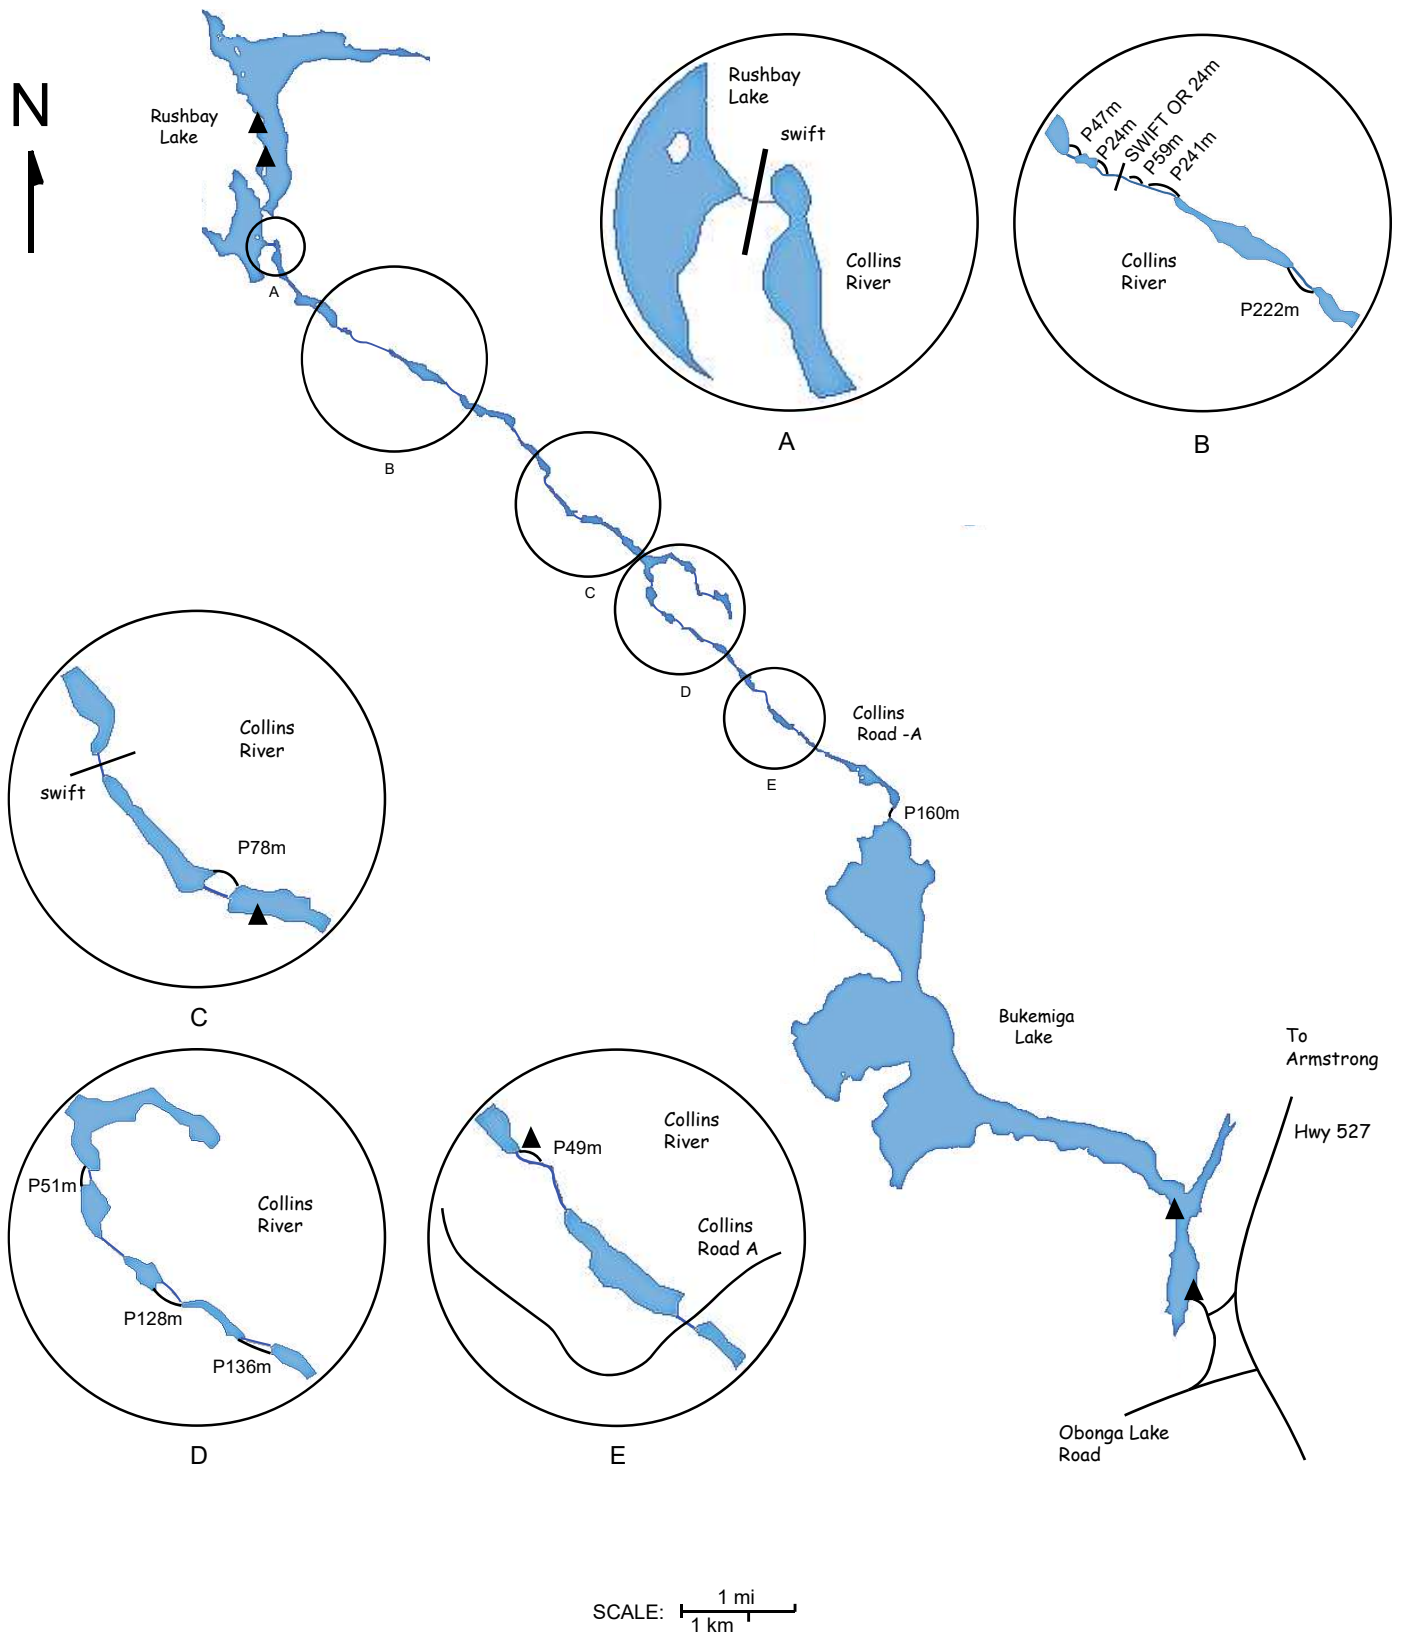 N
Rushbay
Lake
A
B
C
D
E
Collins
Road -A
P160m
Bukemiga
Lake
To
Armstrong
Hwy 527
Obonga Lake
Road
Rushbay
Lake
swift
Collins
River
A
P47m
P24m
SWIFT OR 24m
P59m
P241m
Collins
River
P222m
B
Collins
River
swift
P78m
C
P51m
Collins
River
P128m
P136m
D
Collins
River
P49m
Collins
Road A
E
SCALE:
1 mi
1 km